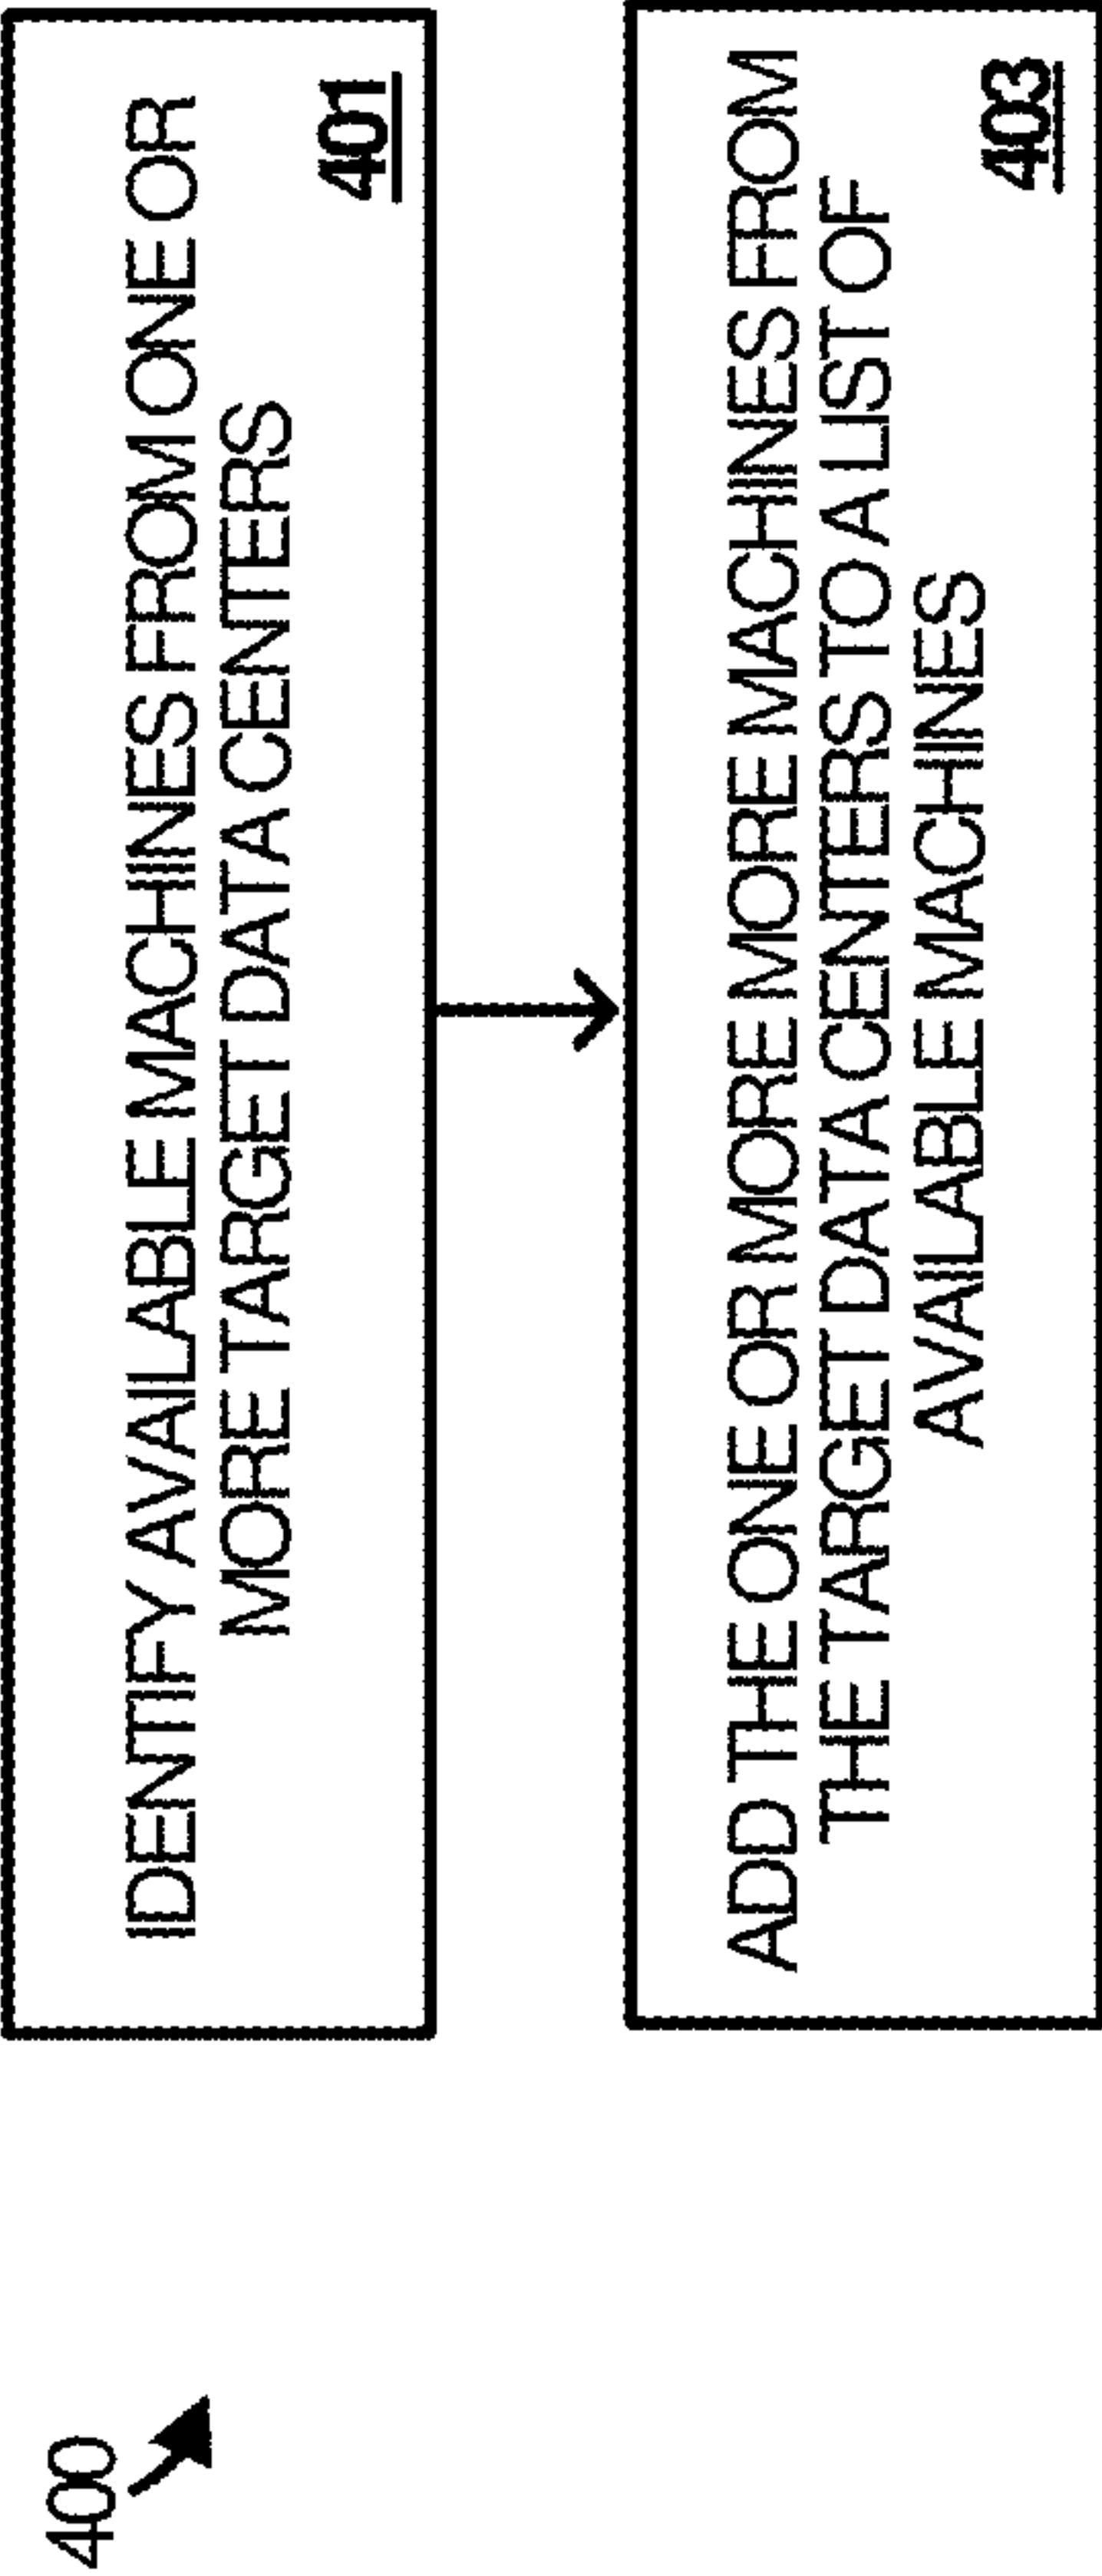 400
IDENTIFY AVAILABLE MACHINES FROM ONE OR
MORE TARGET DATA CENTERS
401
ADD THE ONE OR MORE MORE MACHINES FROM
THE TARGET DATA CENTERS TO A LIST OF
AVAILABLE MACHINES
403